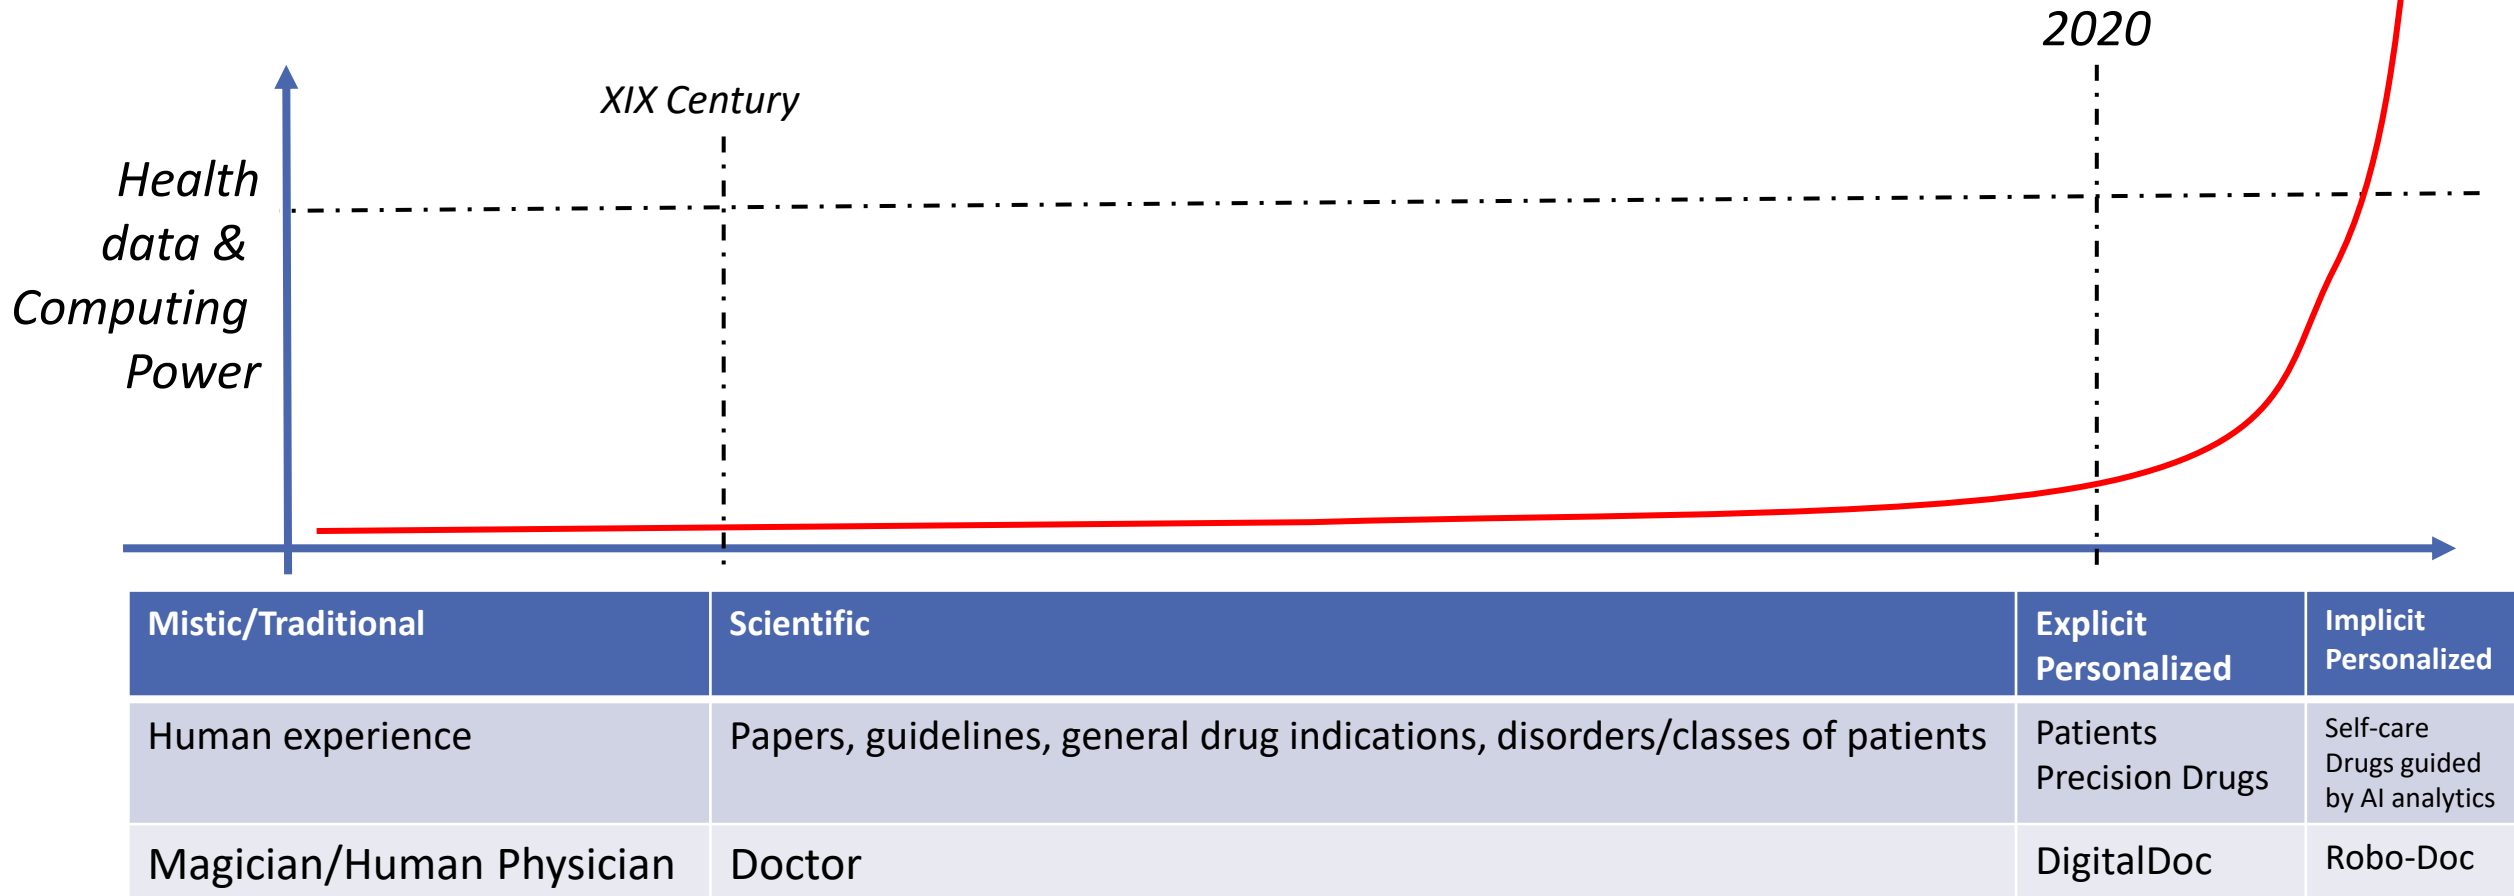 2020
XIX Century
Health
data &
Computing
Power
Mistic/Traditional
Scientific
Explicit
Personalized
Implicit
Personalized
Human experience
Papers, guidelines, general drug indications, disorders/classes of patients
Patients
Precision Drugs
Self-care
Drugs guided
by AI analytics
Magician/Human Physician
Doctor
DigitalDoc
Robo-Doc